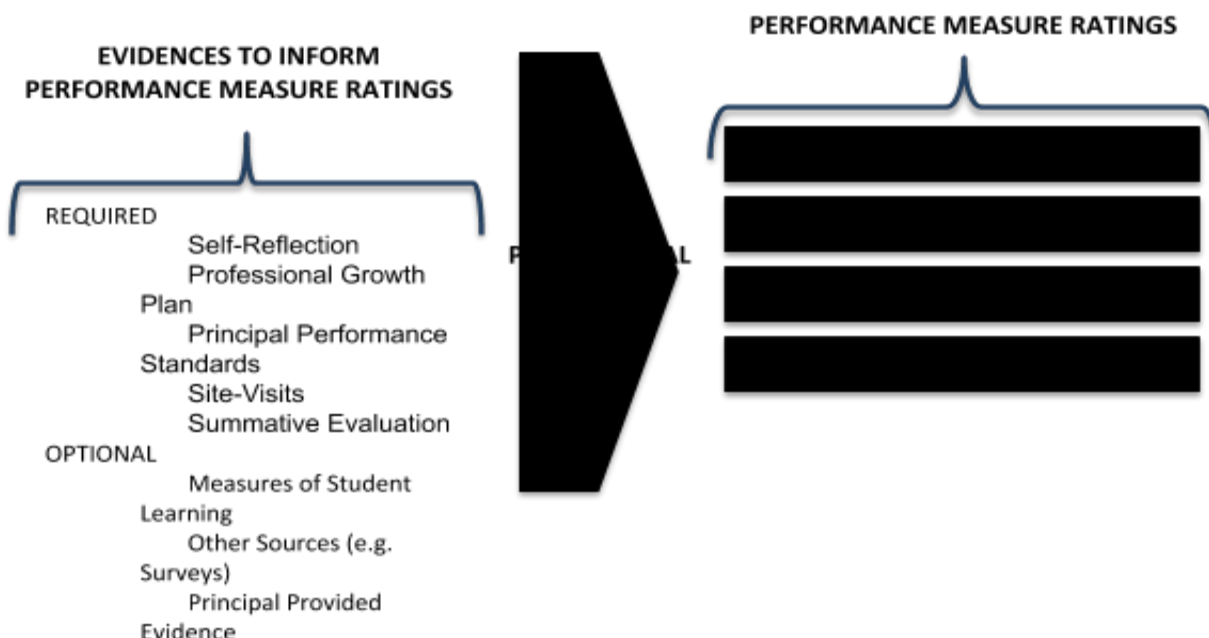 EVIDENCES TO INFORM
PERFORMANCE MEASURE RATINGS
REQUIRED
Self-Reflection
Professional Growth
Plan
Principal Performance
Standards
Site-Visits
Summative Evaluation
OPTIONAL
Measures of Student
Learning
Other Sources (e.g.
Surveys)
Principal Provided
Evidence
PERFORMANCE MEASURE RATINGS